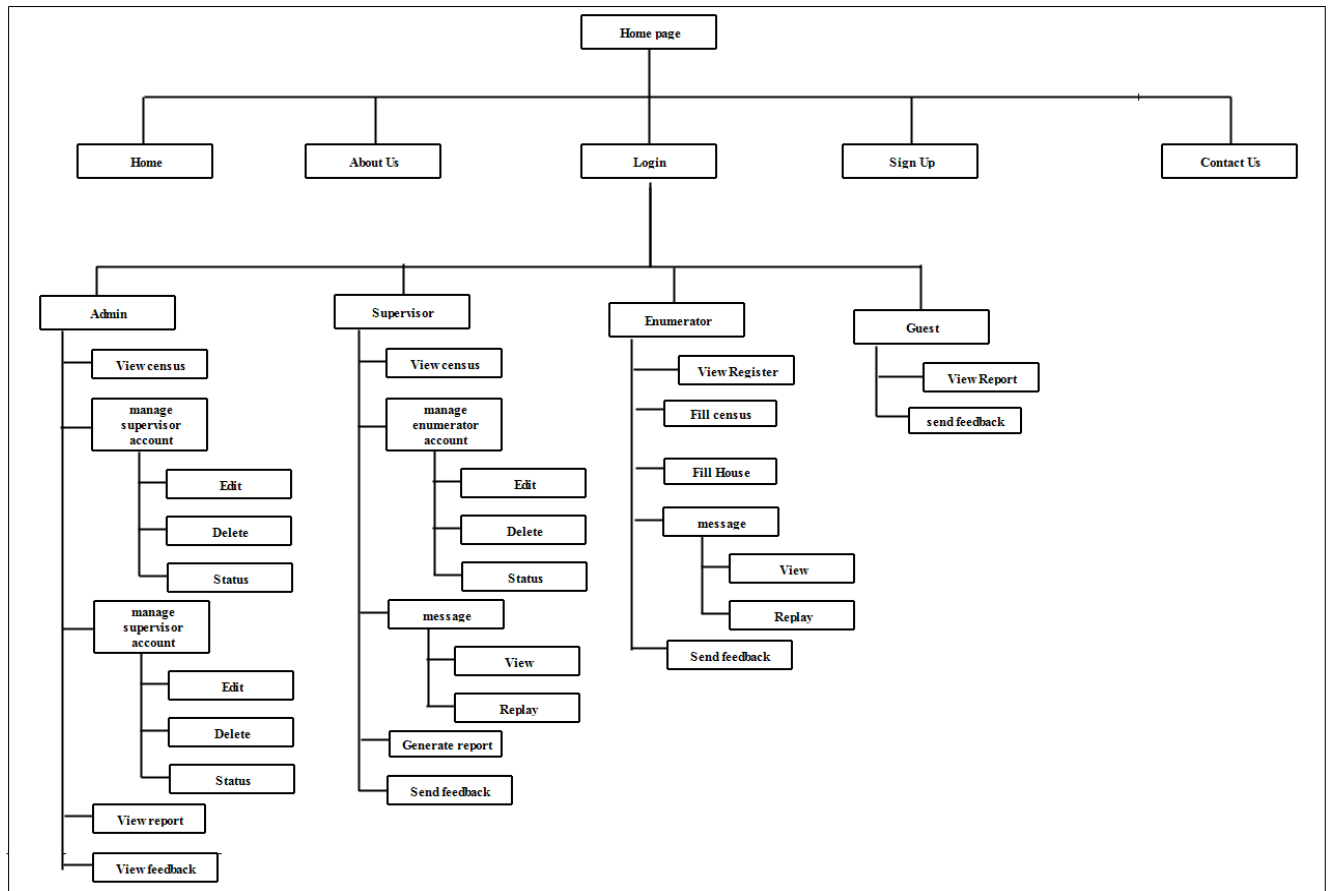 Home page
Home
About Us
Login
Sign Up
Contact Us
Admin
View census
manage
supervisor
account
Edit
Delete
Status
manage
supervisor
account
Edit
Delete
Status
View report
View feedback
Supervisor
View census
manage
enumerator
account
Edit
Delete
Status
message
View
Replay
Generate report
Send feedback
Enumerator
View Register
Fill census
Fill House
message
View
Replay
Send feedback
Guest
View Report
send feedback